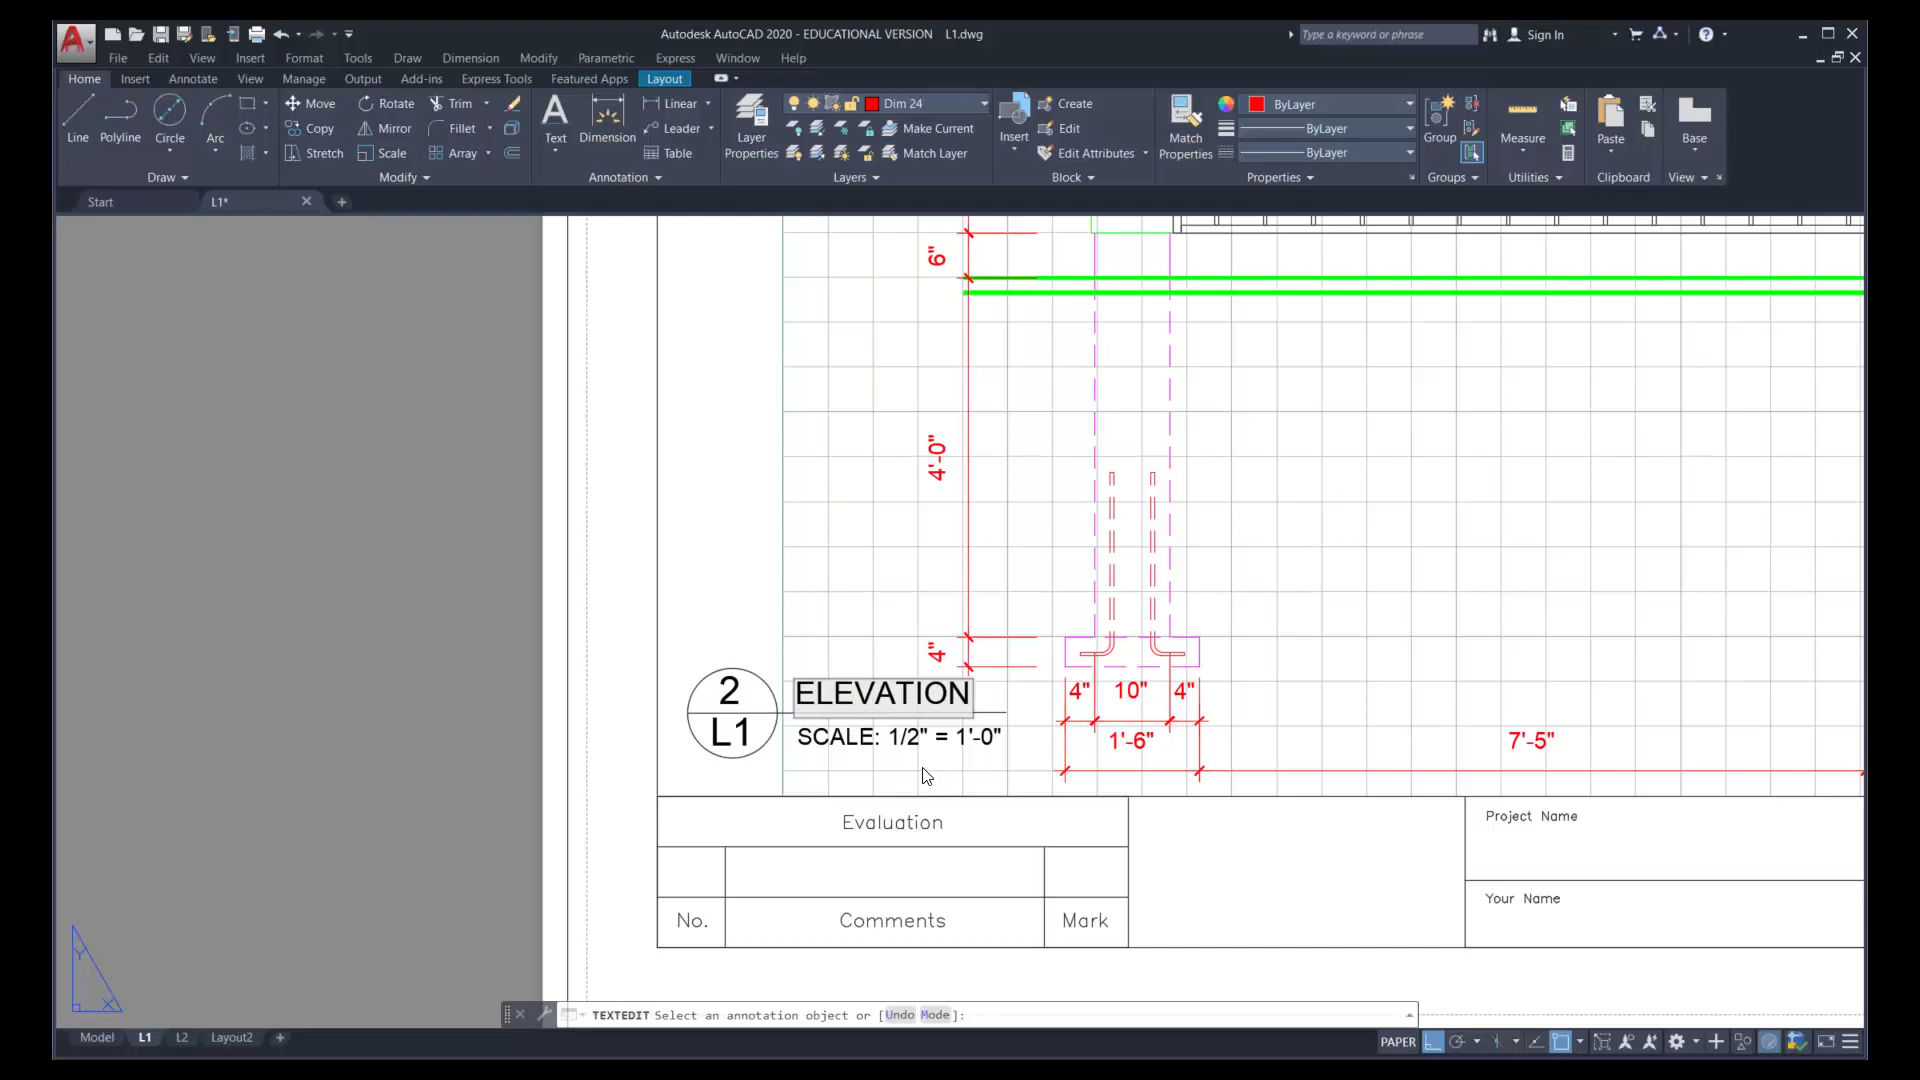 Autodesk AutoCAD 2020 - EDUCATIONAL VERSION L1.dwg
Type a keyword or phrase
Sign In
File Edit View Insert Format Tools Draw Dimension Modify Parametric Express Window Help
Home Insert Annotate View Manage Output Add-ins Express Tools Featured Apps Layout
Line Polyline Circle Arc
Move Rotate Trim
Copy Mirror Fillet
Stretch Scale Array
Text Dimension
Linear
Leader
Table
Layer Properties
Dim 24
Make Current
Match Layer
Insert
Create
Edit
Edit Attributes
Match Properties
ByLayer
ByLayer
ByLayer
Group
Measure
Paste
Base
Draw Modify Annotation Layers Block Properties Groups Utilities Clipboard View
Start L1*
6"
4'-0"
4"
2
L1
ELEVATION
SCALE: 1/2" = 1'-0"
4" 10" 4"
1'-6"
7'-5"
Evaluation
No. Comments Mark
Project Name
Your Name
Y
X
TEXTEDIT Select an annotation object or [Undo Mode]:
Model L1 L2 Layout2
PAPER